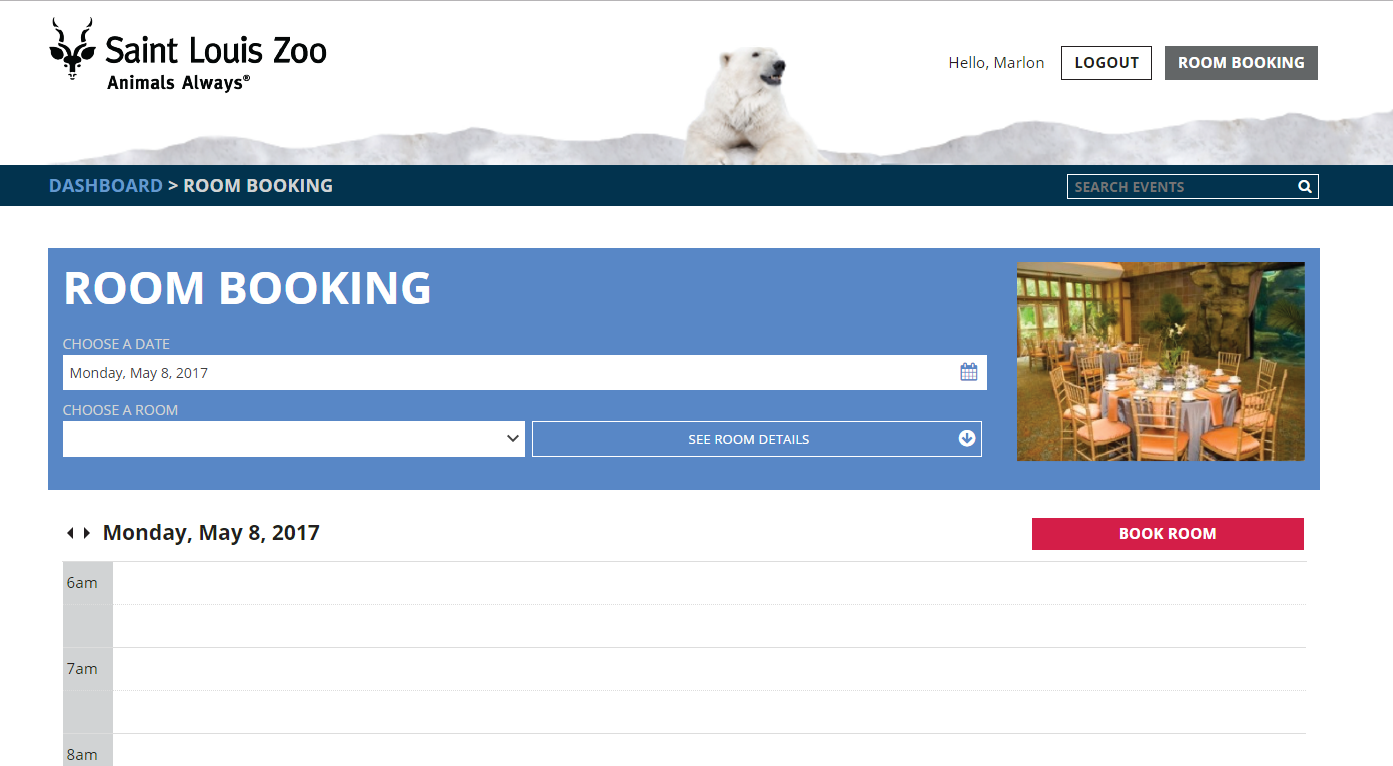 Saint Louis Zoo
Animals Always®
Hello, Marlon
LOGOUT
ROOM BOOKING
DASHBOARD > ROOM BOOKING
SEARCH EVENTS
ROOM BOOKING
CHOOSE A DATE
Monday, May 8, 2017
CHOOSE A ROOM
SEE ROOM DETAILS
Monday, May 8, 2017
BOOK ROOM
6am
7am
8am